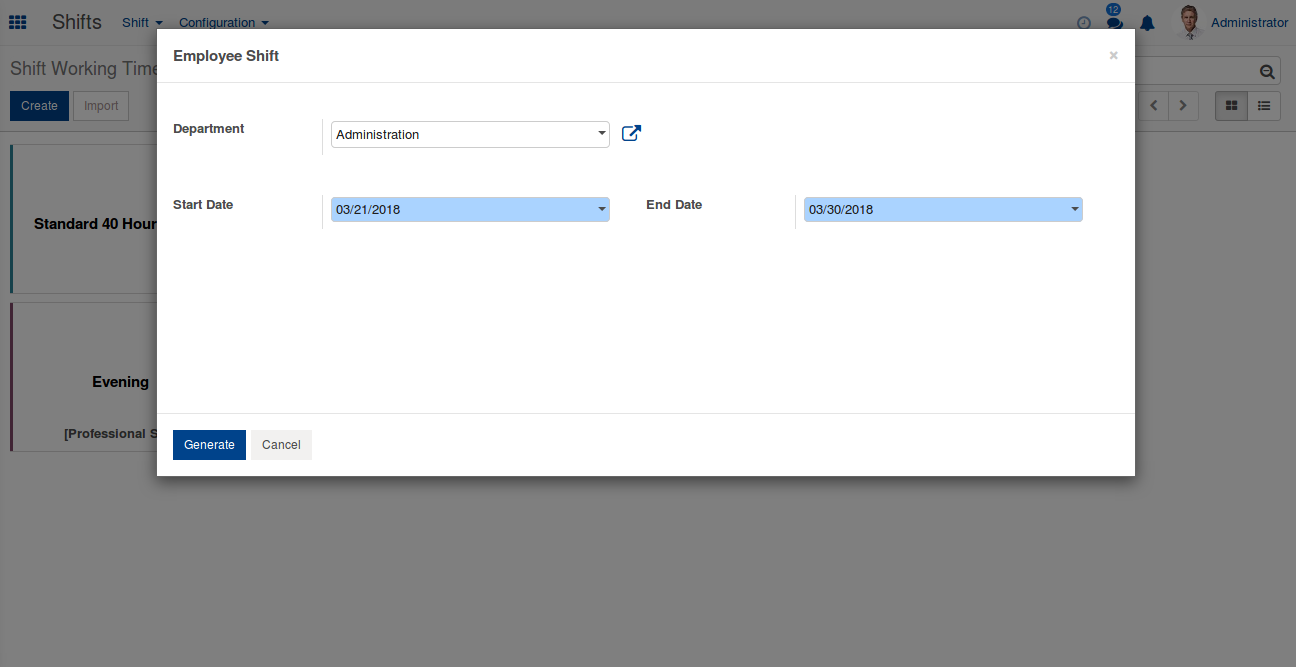 Shifts Shift Configuration 12 Administrator
Employee Shift ×
Shift Working Time
Create Import
Department Administration
Start Date 03/21/2018 End Date 03/30/2018
Standard 40 Hour
Evening
[Professional S
Generate Cancel